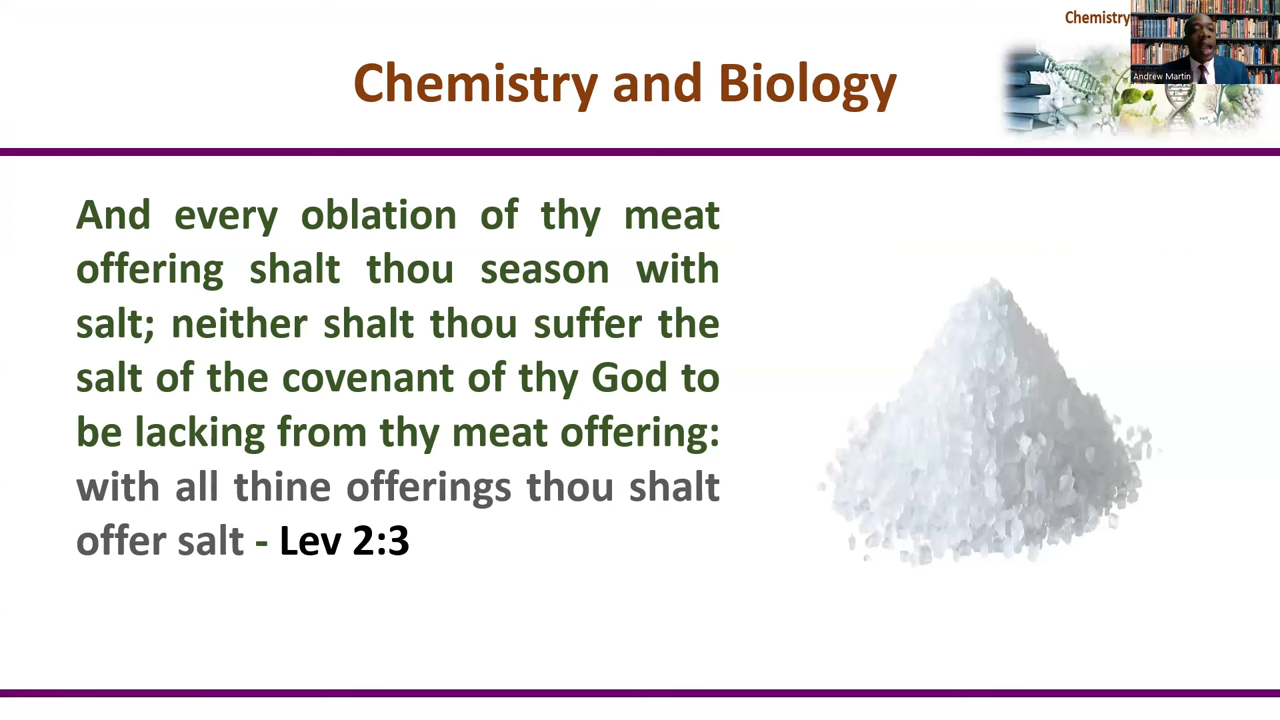 Chemistry
Andrew Martin
Chemistry and Biology
And every oblation of thy meat
offering shalt thou season with
salt; neither shalt thou suffer the
salt of the covenant of thy God to
be lacking from thy meat offering:
with all thine offerings thou shalt
offer salt - Lev 2:3